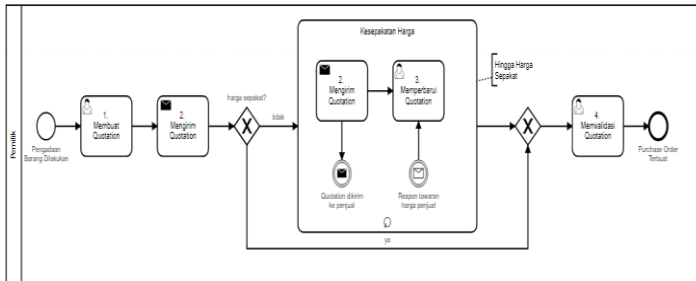 Pemilik
Pengadaan
Barang Dilakukan
1.
Membuat
Quotation
2.
Mengirim
Quotation
harga sepakat?
tidak
Kesepakatan Harga
2.
Mengirim
Quotation
3.
Memperbarui
Quotation
Quotation dikirim
ke penjual
Respon tawaran
harga penjual
Hingga Harga
Sepakat
ya
4.
Memvalidasi
Quotation
Purchase Order
Terbuat